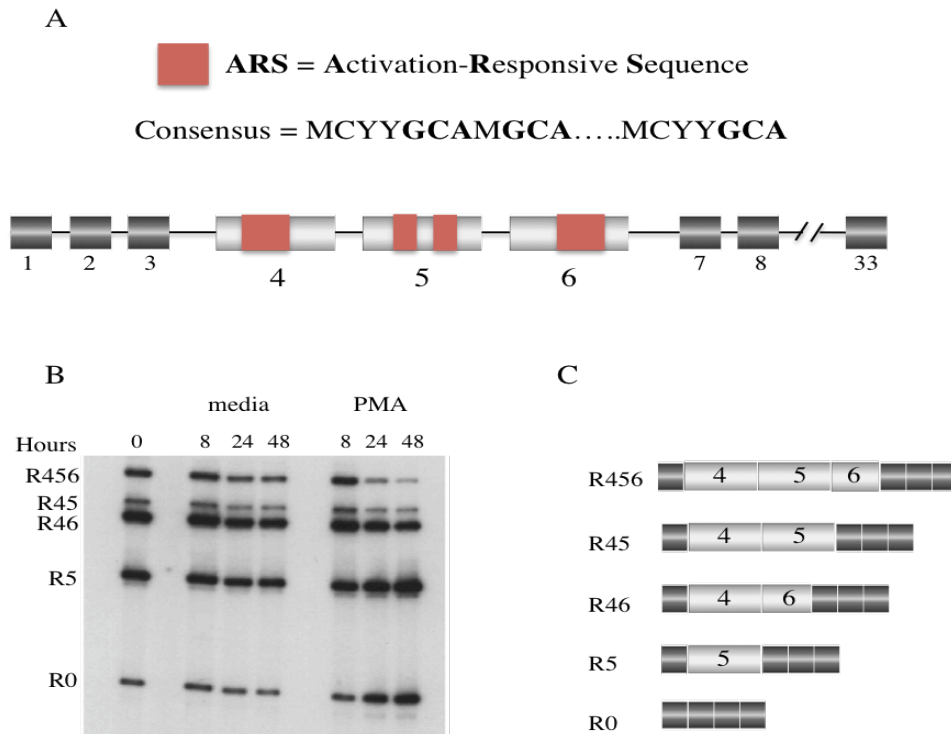 A
ARS = Activation-Responsive Sequence
Consensus = MCYYGCAMGCA.....MCYYGCA
1 2 3 4 5 6 7 8 33
B
media PMA
Hours 0 8 24 48 8 24 48
R456
R45
R46
R5
R0
C
R456 4 5 6
R45 4 5
R46 4 6
R5 5
R0